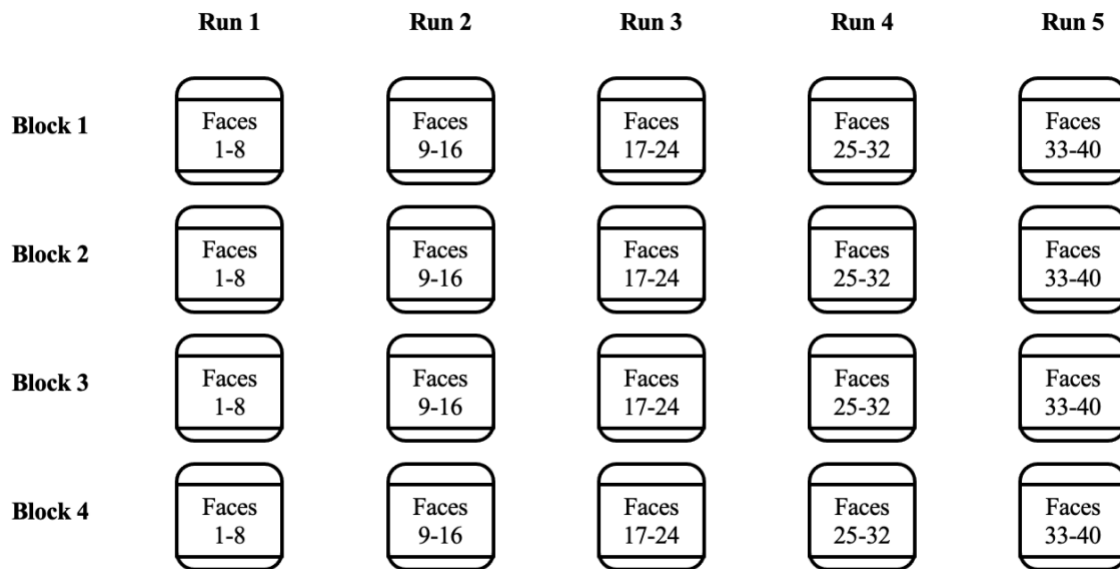 Run 1 Run 2 Run 3 Run 4 Run 5
Block 1
Faces 1-8
Faces 9-16
Faces 17-24
Faces 25-32
Faces 33-40
Block 2
Faces 1-8
Faces 9-16
Faces 17-24
Faces 25-32
Faces 33-40
Block 3
Faces 1-8
Faces 9-16
Faces 17-24
Faces 25-32
Faces 33-40
Block 4
Faces 1-8
Faces 9-16
Faces 17-24
Faces 25-32
Faces 33-40